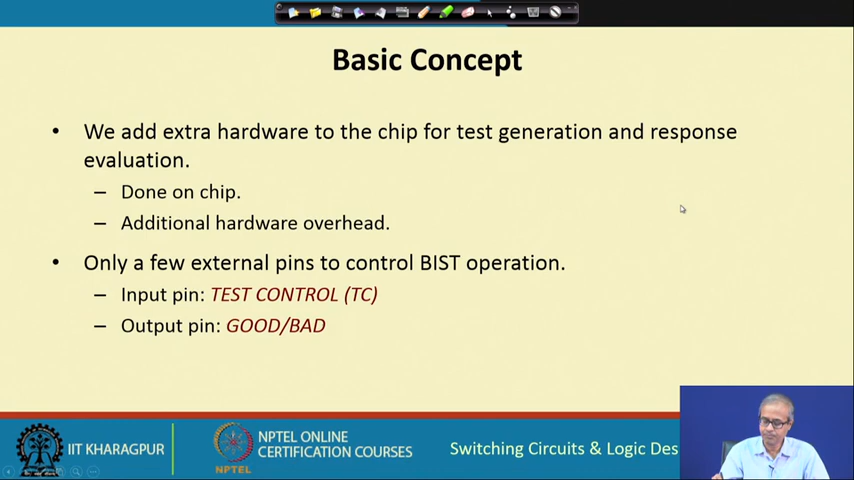 Basic Concept
• We add extra hardware to the chip for test generation and response
evaluation.
– Done on chip.
– Additional hardware overhead.
• Only a few external pins to control BIST operation.
– Input pin: TEST CONTROL (TC)
– Output pin: GOOD/BAD
IIT KHARAGPUR
NPTEL
NPTEL ONLINE
CERTIFICATION COURSES
Switching Circuits & Logic Des